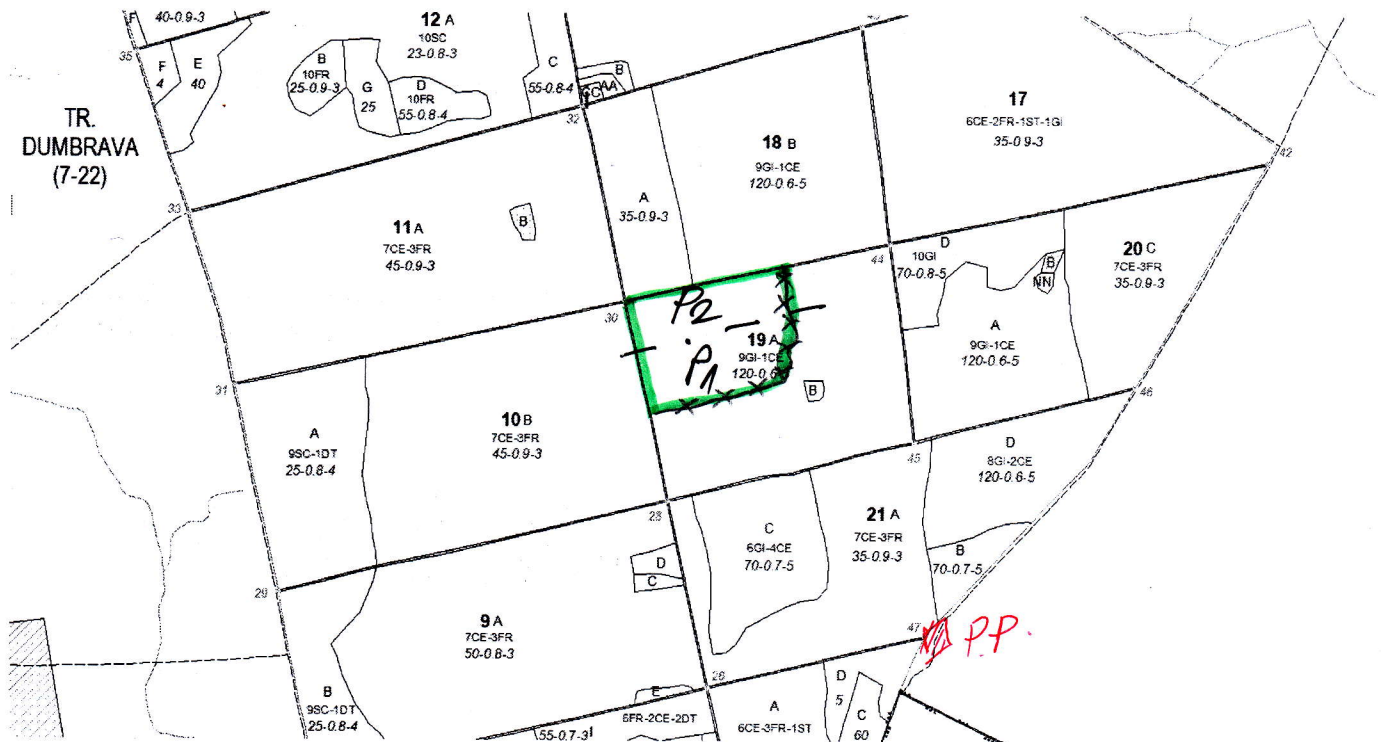 F
40-0.9-3
12 A
10SC
23-0.8-3
35
F
4
E
40
B
10FR
25-0.9-3
G
25
D
10FR
55-0.8-4
C
55-0.8-4
B
AA
C
32
TR.
DUMBRAVA
(7-22)
17
6CE-2FR-1ST-1GI
35-0.9-3
18 B
9GI-1CE
120-0.6-5
42
33
A
35-0.9-3
11 A
7CE-3FR
45-0.9-3
B
44
D
10GI
70-0.8-5
B
NN
20 C
7CE-3FR
35-0.9-3
30
P2
P1
19 A
9GI-1CE
120-0.6
B
A
9GI-1CE
120-0.6-5
31
46
10 B
7CE-3FR
45-0.9-3
A
9SC-1DT
25-0.8-4
45
D
8GI-2CE
120-0.6-5
28
C
6GI-4CE
70-0.7-5
21 A
7CE-3FR
35-0.9-3
B
70-0.7-5
D
C
29
9 A
7CE-3FR
50-0.8-3
47
P.P.
B
9SC-1DT
25-0.8-4
E
26
6FR-2CE-2DT
55-0.7-3
A
6CE-3FR-1ST
D
5
C
60